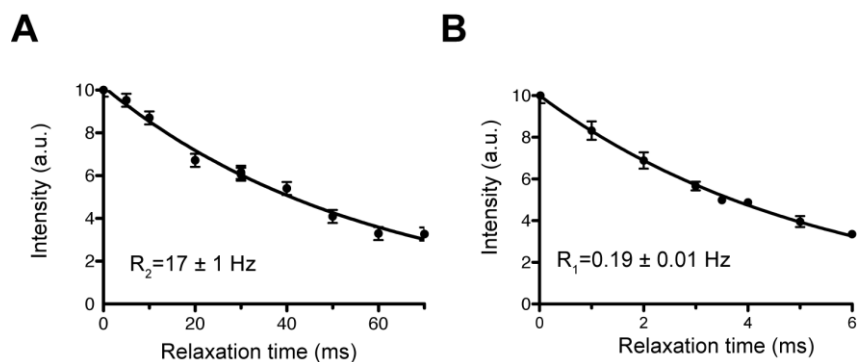 A
Intensity (a.u.)
10
8
6
4
2
0
R2=17 ± 1 Hz
0
20
40
60
Relaxation time (ms)
B
Intensity (a.u.)
10
8
6
4
2
0
R1=0.19 ± 0.01 Hz
0
2
4
6
Relaxation time (ms)